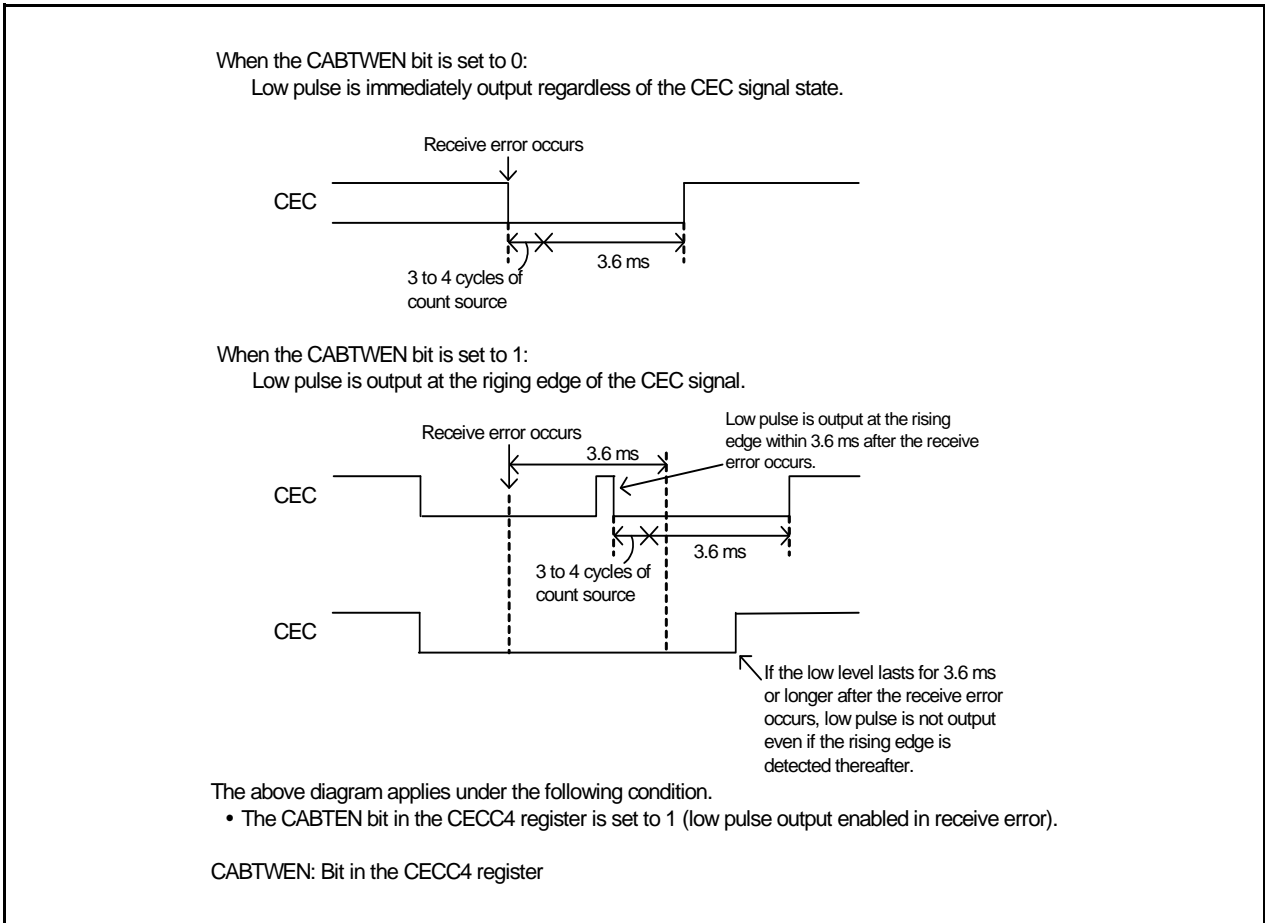 When the CABTWEN bit is set to 0:
Low pulse is immediately output regardless of the CEC signal state.
Receive error occurs
CEC
3.6 ms
3 to 4 cycles of
count source
When the CABTWEN bit is set to 1:
Low pulse is output at the riging edge of the CEC signal.
Low pulse is output at the rising
edge within 3.6 ms after the receive
error occurs.
Receive error occurs
3.6 ms
CEC
3.6 ms
3 to 4 cycles of
count source
CEC
If the low level lasts for 3.6 ms
or longer after the receive error
occurs, low pulse is not output
even if the rising edge is
detected thereafter.
The above diagram applies under the following condition.
• The CABTEN bit in the CECC4 register is set to 1 (low pulse output enabled in receive error).
CABTWEN: Bit in the CECC4 register